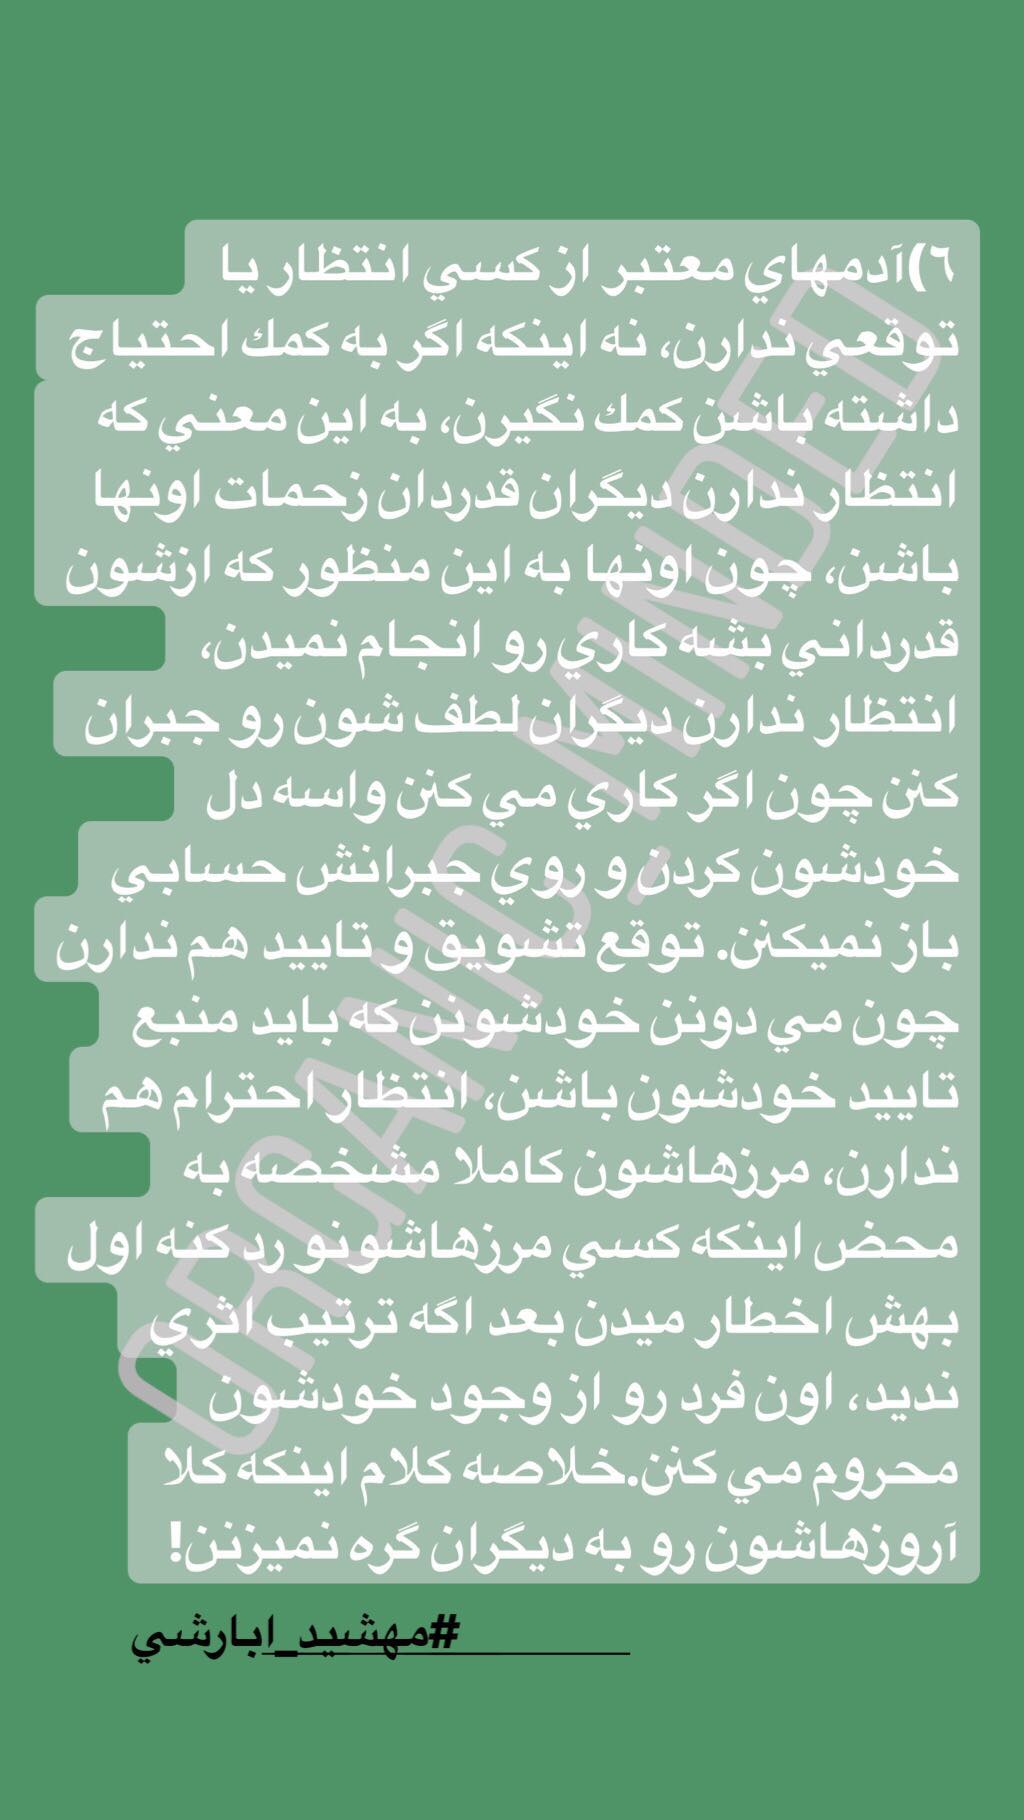 ٦)آدمهاي معتبر از كسي انتظار يا
توقعي ندارن، نه اينكه اگر به كمك احتياج
داشته باشن كمك نگيرن، به اين معني كه
انتظار ندارن ديگران قدردان زحمات اونها
باشن، چون اونها به اين منظور كه ازشون
قدرداني بشه كاري رو انجام نميدن،
انتظار ندارن ديگران لطف شون رو جبران
كنن چون اگر كاري مي كنن واسه دل
خودشون كردن و روي حبرانش حسابي
باز نميكنن. توقع تشويق و تاييد هم ندارن
چون مي دونن خودشونن كه بايد منبع
تاييد خودشون باشن، انتظار احترام هم
ندارن، مرزهاشون كاملا مشخصه به
محض اينكه كسي مرزهاشونو رد كنه اول
بهش اخطار ميدن بعد اگه ترتيب اثري
نديد، اون فرد رو از وجود خودشون
محروم مي كنن.خلاصه كلام اينكه كلا
آروزهاشون رو به ديگران گره نميزنن!
#مهشيد_ابارشي
ORGANIC_MINDED